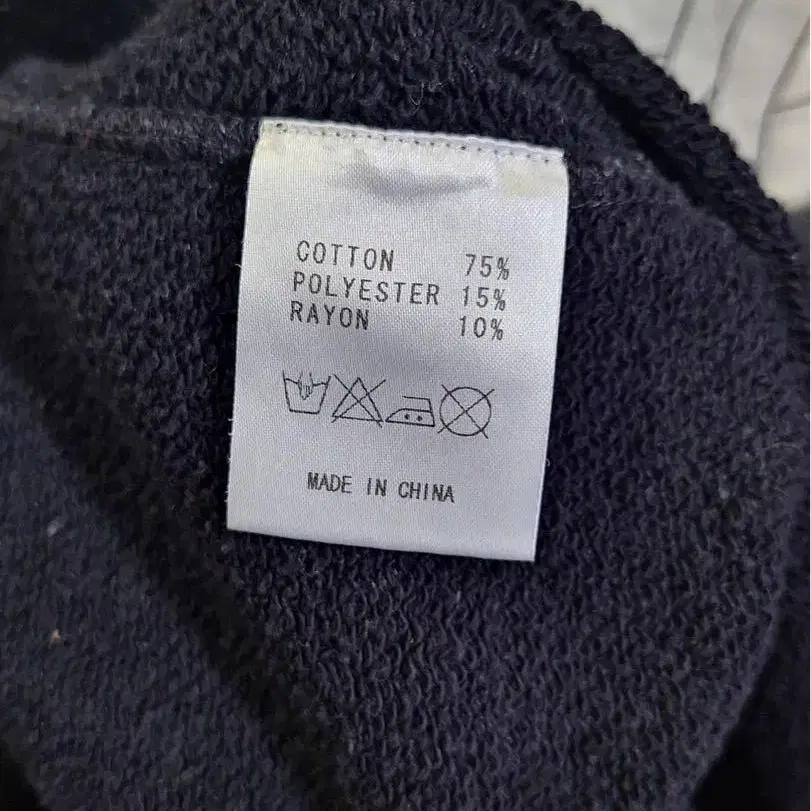 COTTON 75%
POLYESTER 15%
RAYON 10%
MADE IN CHINA